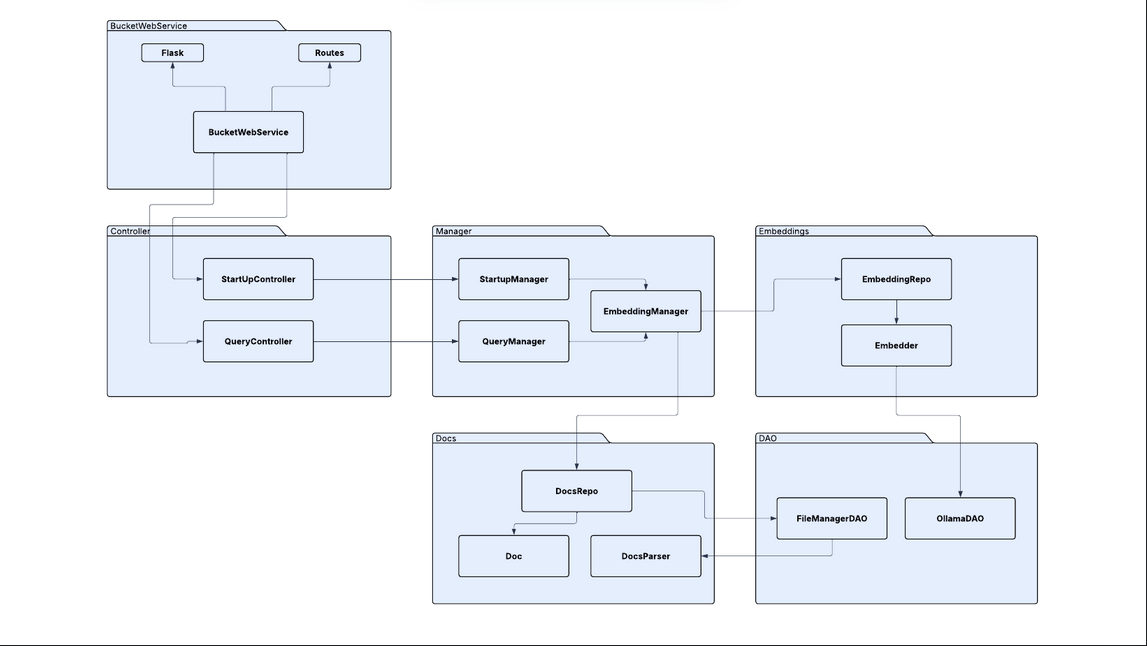 BucketWebService
Flask
Routes
BucketWebService
Controller
Manager
Embeddings
StartUpController
StartupManager
EmbeddingRepo
EmbeddingManager
QueryController
QueryManager
Embedder
Docs
DAO
DocsRepo
FileManagerDAO
OllamaDAO
Doc
DocsParser